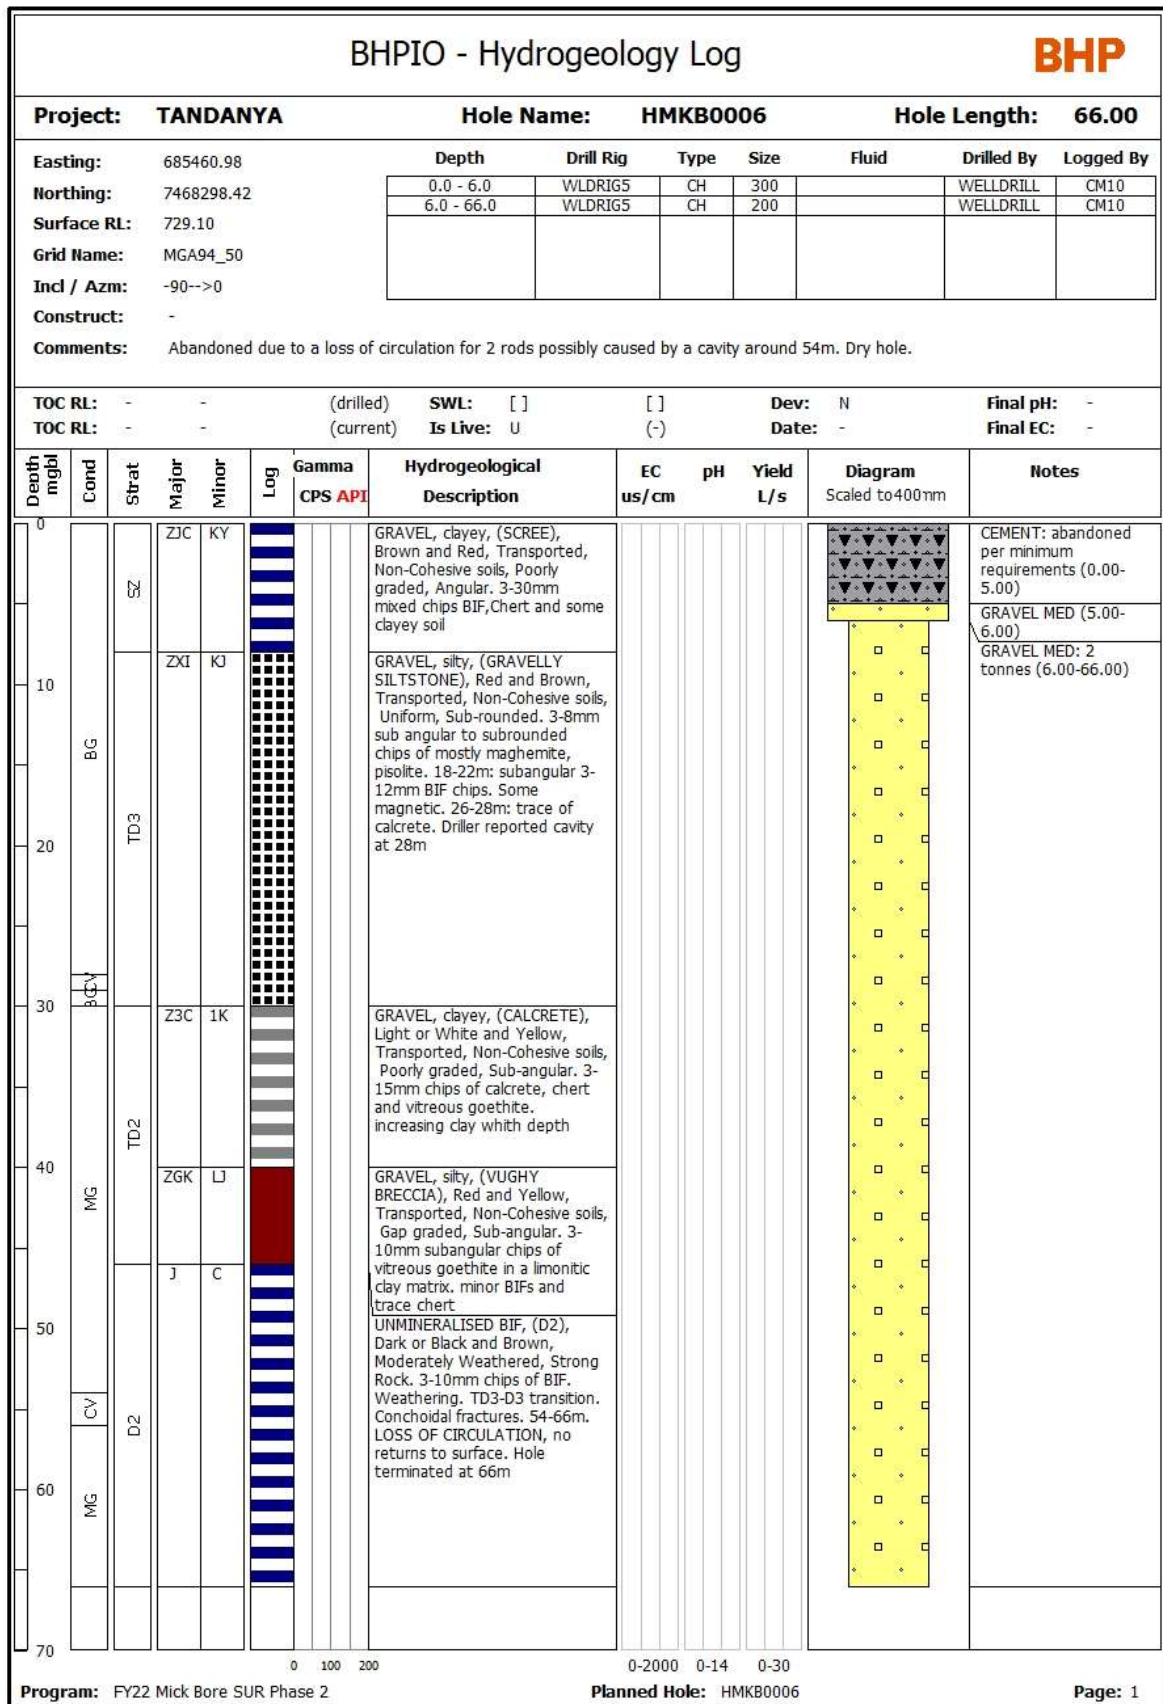 BHPIO - Hydrogeology Log
BHP
Project: TANDANYA Hole Name: HMKB0006 Hole Length: 66.00
Easting: 685460.98
Northing: 7468298.42
Surface RL: 729.10
Grid Name: MGA94_50
Incl / Azm: -90-->0
Construct: -
Depth Drill Rig Type Size Fluid Drilled By Logged By
0.0 - 6.0 WLDRIG5 CH 300 WELLDRILL CM10
6.0 - 66.0 WLDRIG5 CH 200 WELLDRILL CM10
Comments: Abandoned due to a loss of circulation for 2 rods possibly caused by a cavity around 54m. Dry hole.
TOC RL: - - (drilled) SWL: [ ] [ ] Dev: N Final pH: -
TOC RL: - - (current) Is Live: U (-) Date: - Final EC: -
Depth mgbl
Cond
Strat
Major
Minor
Log
Gamma
CPS API
Hydrogeological
Description
EC
us/cm
pH
Yield
L/s
Diagram
Scaled to400mm
Notes
0
10
20
30
40
50
60
70
BG
CV
BG
MG
CV
MG
SZ
TD3
TD2
D2
ZJC KY
ZXI KJ
Z3C 1K
ZGK LJ
J C
GRAVEL, clayey, (SCREE),
Brown and Red, Transported,
Non-Cohesive soils, Poorly
graded, Angular. 3-30mm
mixed chips BIF,Chert and some
clayey soil
GRAVEL, silty, (GRAVELLY
SILTSTONE), Red and Brown,
Transported, Non-Cohesive soils,
Uniform, Sub-rounded. 3-8mm
sub angular to subrounded
chips of mostly maghemite,
pisolite. 18-22m: subangular 3-
12mm BIF chips. Some
magnetic. 26-28m: trace of
calcrete. Driller reported cavity
at 28m
GRAVEL, clayey, (CALCRETE),
Light or White and Yellow,
Transported, Non-Cohesive soils,
Poorly graded, Sub-angular. 3-
15mm chips of calcrete, chert
and vitreous goethite.
increasing clay whith depth
GRAVEL, silty, (VUGHY
BRECCIA), Red and Yellow,
Transported, Non-Cohesive soils,
Gap graded, Sub-angular. 3-
10mm subangular chips of
vitreous goethite in a limonitic
clay matrix. minor BIFs and
trace chert
UNMINERALISED BIF, (D2),
Dark or Black and Brown,
Moderately Weathered, Strong
Rock. 3-10mm chips of BIF.
Weathering. TD3-D3 transition.
Conchoidal fractures. 54-66m.
LOSS OF CIRCULATION, no
returns to surface. Hole
terminated at 66m
CEMENT: abandoned
per minimum
requirements (0.00-
5.00)
GRAVEL MED (5.00-
6.00)
GRAVEL MED: 2
tonnes (6.00-66.00)
0 100 200
0-2000 0-14 0-30
Program: FY22 Mick Bore SUR Phase 2 Planned Hole: HMKB0006 Page: 1